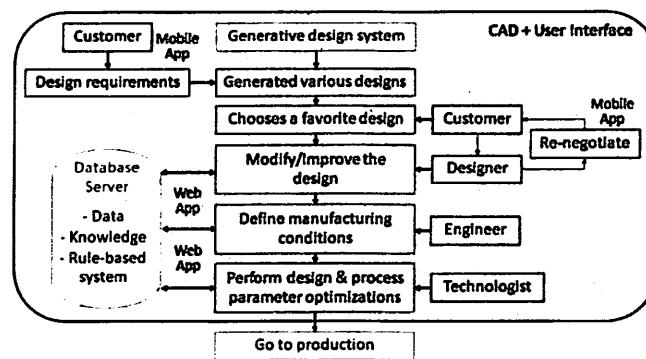 CAD + User Interface
Customer
Mobile
App
Generative design system
Design requirements
Generated various designs
Chooses a favorite design
Customer
Mobile
App
Re-negotiate
Modify/Improve the
design
Designer
Database
Server
- Data
- Knowledge
- Rule-based
system
Web
App
Define manufacturing
conditions
Engineer
Web
App
Perform design & process
parameter optimizations
Technologist
Go to production